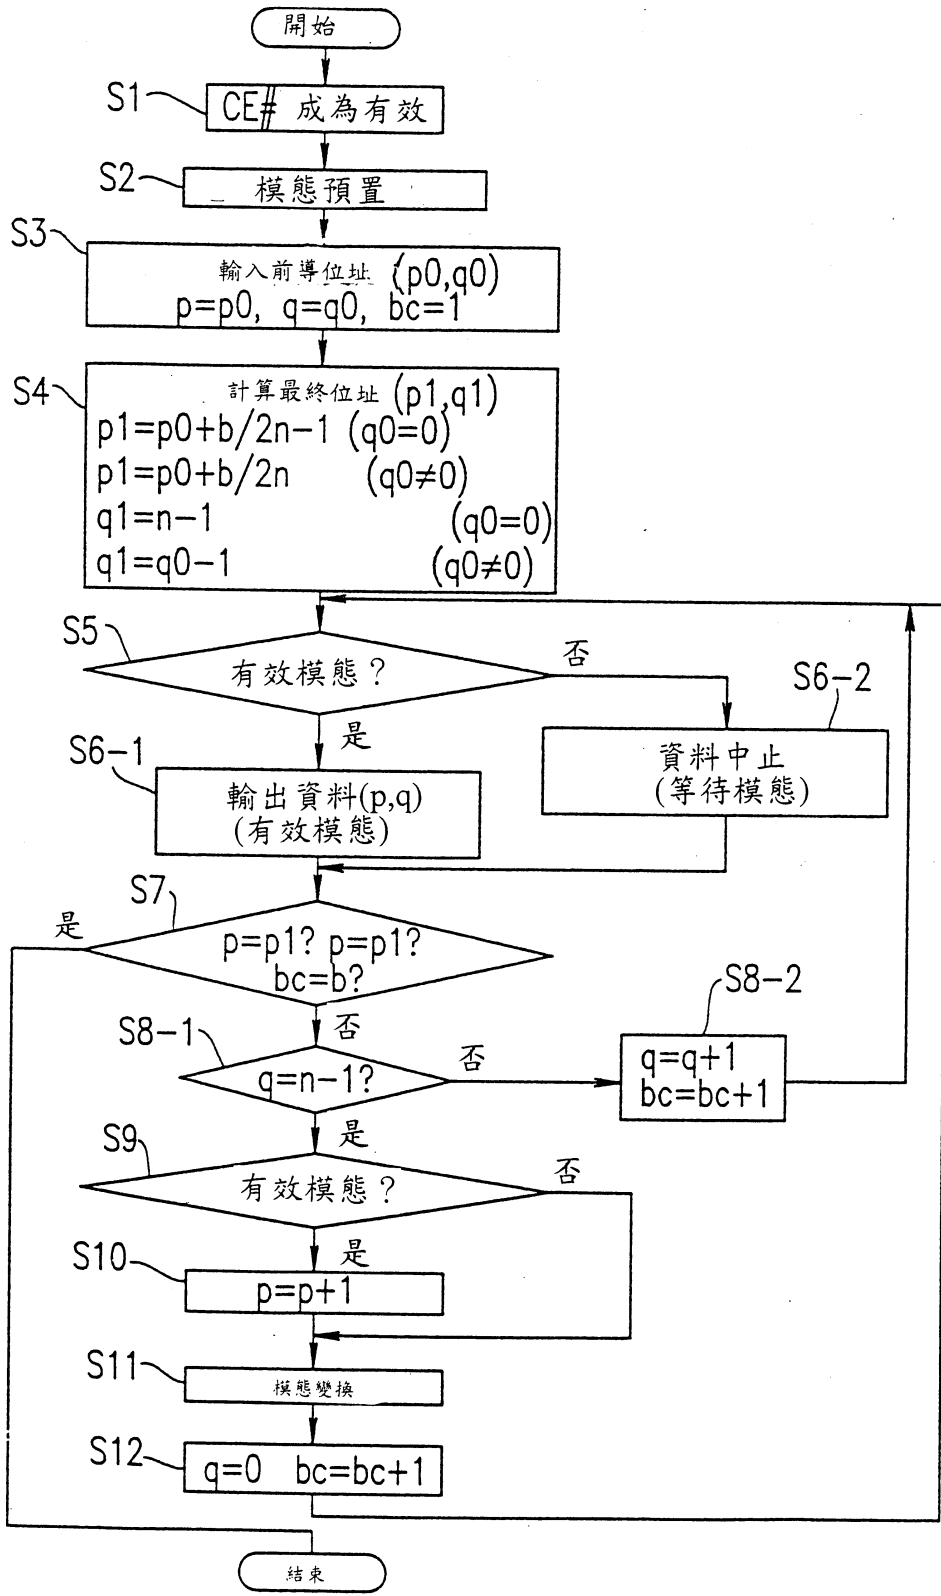 開始
S1
CE# 成為有效
S2
模態預置
S3
輸入前導位址 (p0,q0)
p=p0, q=q0, bc=1
S4
計算最終位址 (p1,q1)
p1=p0+b/2n-1 (q0=0)
p1=p0+b/2n (q0≠0)
q1=n-1 (q0=0)
q1=q0-1 (q0≠0)
S5
有效模態?
否
是
S6-1
輸出資料(p,q)
(有效模態)
S6-2
資料中止
(等待模態)
S7
是
p=p1? p=p1?
bc=b?
否
S8-1
q=n-1?
否
S8-2
q=q+1
bc=bc+1
是
S9
有效模態?
否
是
S10
p=p+1
S11
模態變換
S12
q=0 bc=bc+1
結束